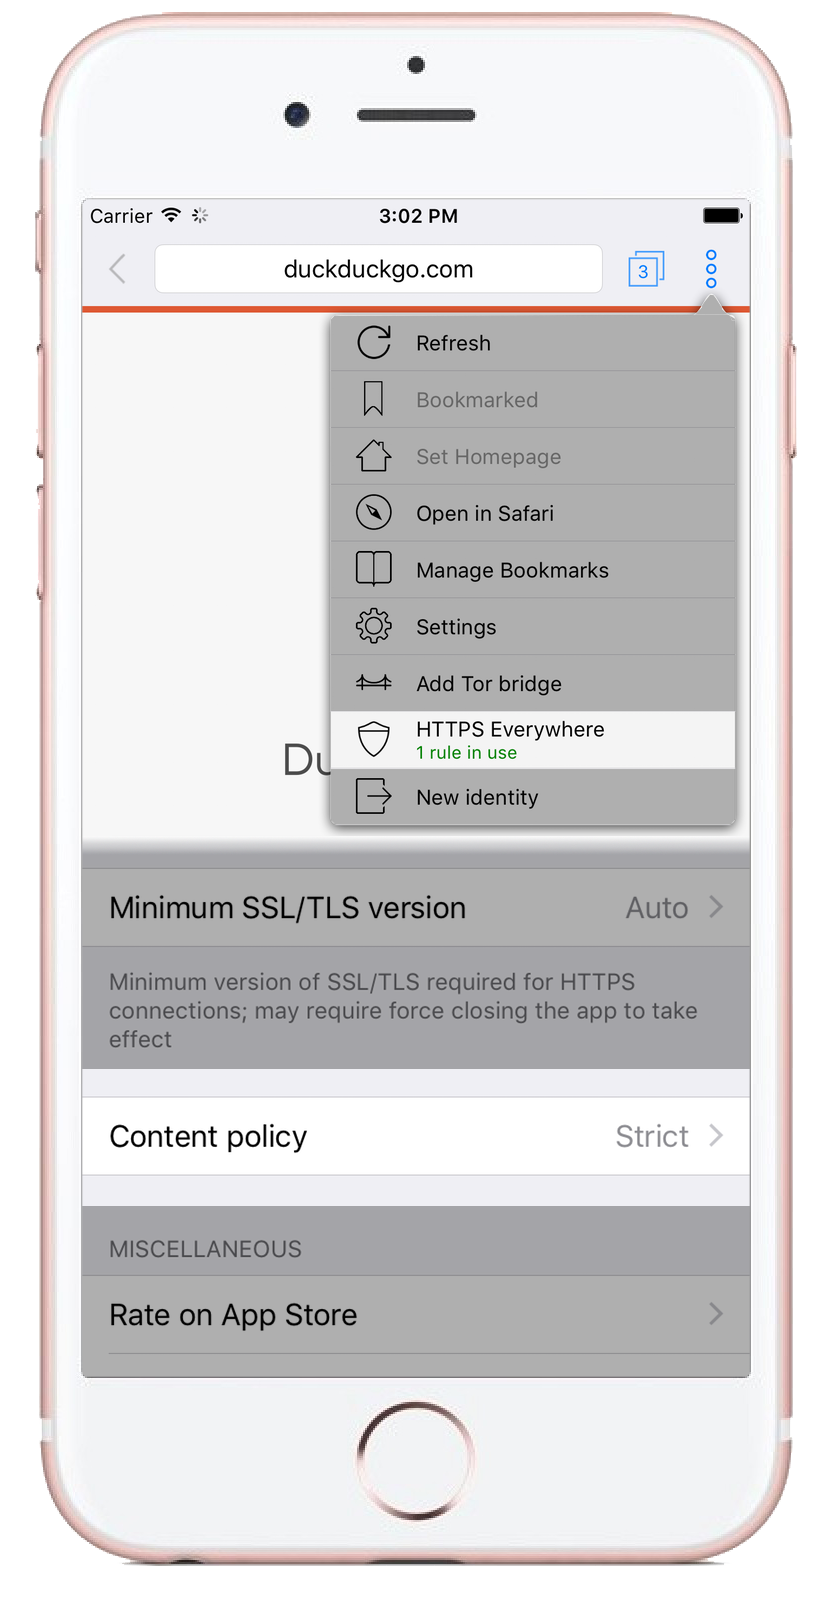 Carrier 3:02 PM
duckduckgo.com 3
Refresh
Bookmarked
Set Homepage
Open in Safari
Manage Bookmarks
Settings
Add Tor bridge
HTTPS Everywhere
1 rule in use
Du
New identity
Minimum SSL/TLS version Auto
Minimum version of SSL/TLS required for HTTPS
connections; may require force closing the app to take
effect
Content policy Strict
MISCELLANEOUS
Rate on App Store